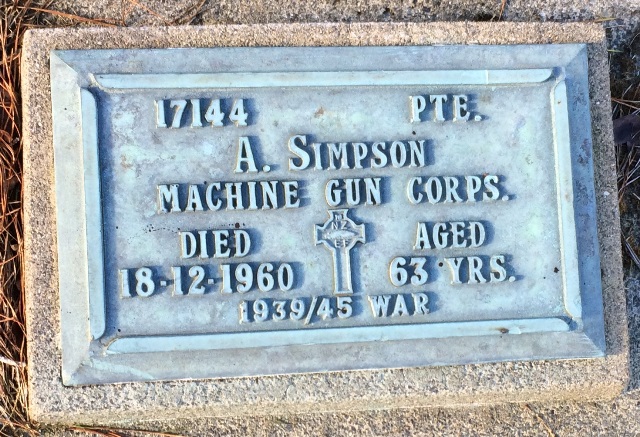 17144 PTE.
A. SIMPSON
MACHINE GUN CORPS.
DIED AGED
18-12-1960 63 YRS.
1939/45 WAR